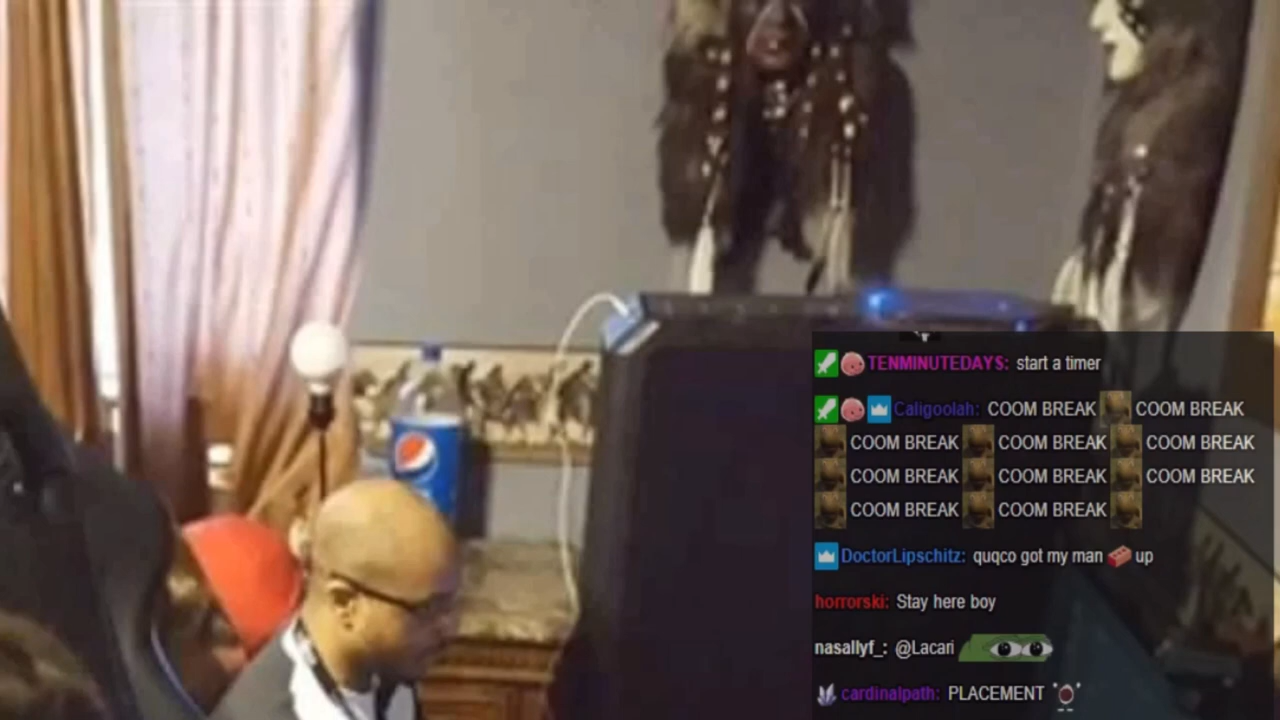 TENMINUTEDAYS: start a timer
Caligoolah: COOM BREAK COOM BREAK
COOM BREAK COOM BREAK COOM BREAK
COOM BREAK COOM BREAK COOM BREAK
COOM BREAK COOM BREAK
DoctorLipschitz: quqco got my man up
horrorski: Stay here boy
nasallyf_: @Lacari
cardinalpath: PLACEMENT